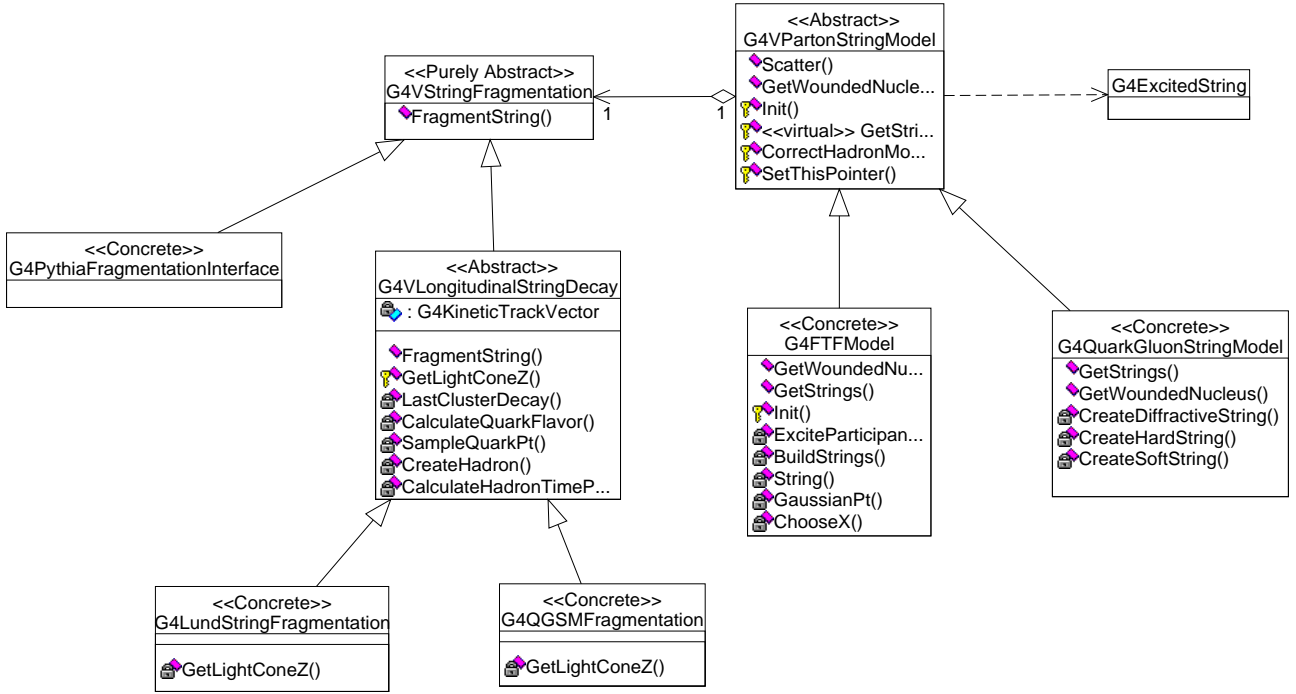 <<Purely Abstract>>
G4VStringFragmentation
FragmentString()
1
1
<<Abstract>>
G4VPartonStringModel
Scatter()
GetWoundedNucle...
Init()
<<virtual>> GetStri...
CorrectHadronMo...
SetThisPointer()
G4ExcitedString
<<Concrete>>
G4PythiaFragmentationInterface
<<Abstract>>
G4VLongitudinalStringDecay
: G4KineticTrackVector
FragmentString()
GetLightConeZ()
LastClusterDecay()
CalculateQuarkFlavor()
SampleQuarkPt()
CreateHadron()
CalculateHadronTimeP...
<<Concrete>>
G4FTFModel
GetWoundedNu...
GetStrings()
Init()
ExciteParticipan...
BuildStrings()
String()
GaussianPt()
ChooseX()
<<Concrete>>
G4QuarkGluonStringModel
GetStrings()
GetWoundedNucleus()
CreateDiffractiveString()
CreateHardString()
CreateSoftString()
<<Concrete>>
G4LundStringFragmentation
GetLightConeZ()
<<Concrete>>
G4QGSMFragmentation
GetLightConeZ()